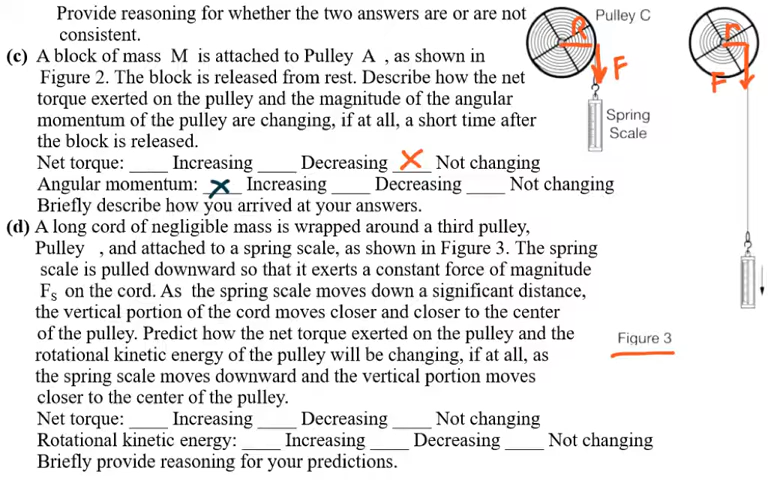 Provide reasoning for whether the two answers are or are not
consistent.
(c) A block of mass M is attached to Pulley A , as shown in
Figure 2. The block is released from rest. Describe how the net
torque exerted on the pulley and the magnitude of the angular
momentum of the pulley are changing, if at all, a short time after
the block is released.
Net torque: ____ Increasing ____ Decreasing _X_ Not changing
Angular momentum: _X_ Increasing ____ Decreasing ____ Not changing
Briefly describe how you arrived at your answers.
(d) A long cord of negligible mass is wrapped around a third pulley,
Pulley , and attached to a spring scale, as shown in Figure 3. The spring
scale is pulled downward so that it exerts a constant force of magnitude
Fs on the cord. As the spring scale moves down a significant distance,
the vertical portion of the cord moves closer and closer to the center
of the pulley. Predict how the net torque exerted on the pulley and the
rotational kinetic energy of the pulley will be changing, if at all, as
the spring scale moves downward and the vertical portion moves
closer to the center of the pulley.
Net torque: ____ Increasing ____ Decreasing ____ Not changing
Rotational kinetic energy: ____ Increasing ____ Decreasing ____ Not changing
Briefly provide reasoning for your predictions.
Pulley C
R
F
Spring
Scale
r
F
Figure 3